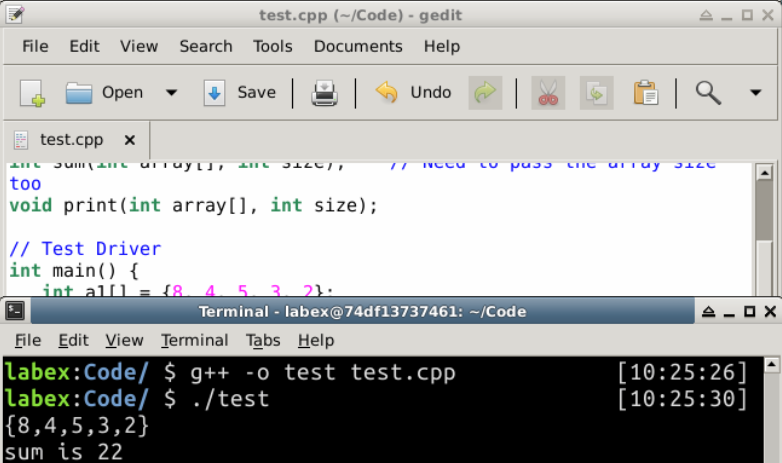 test.cpp (~/Code) - gedit
File Edit View Search Tools Documents Help
Open Save Undo
test.cpp x
int sum(int array[], int size);    // Need to pass the array size
too
void print(int array[], int size);
// Test Driver
int main() {
int a1[] = {8, 4, 5, 3, 2};
Terminal - labex@74df13737461: ~/Code
File Edit View Terminal Tabs Help
labex:Code/ $ g++ -o test test.cpp [10:25:26]
labex:Code/ $ ./test [10:25:30]
{8,4,5,3,2}
sum is 22